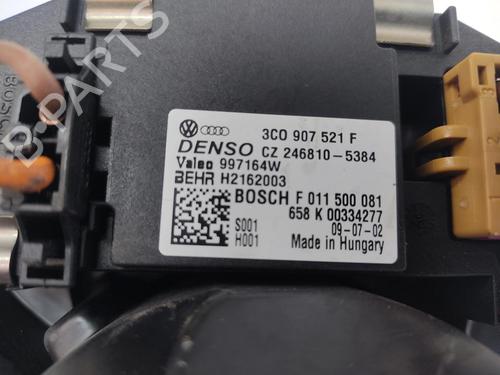 3C0 907 521 F
DENSO CZ 246810-5384
Valeo 997164W
BEHR H2162003
BOSCH F 011 500 081
658 K 00334277
S001 09-07-02
H001 Made in Hungary
B-PARTS
BOSCH